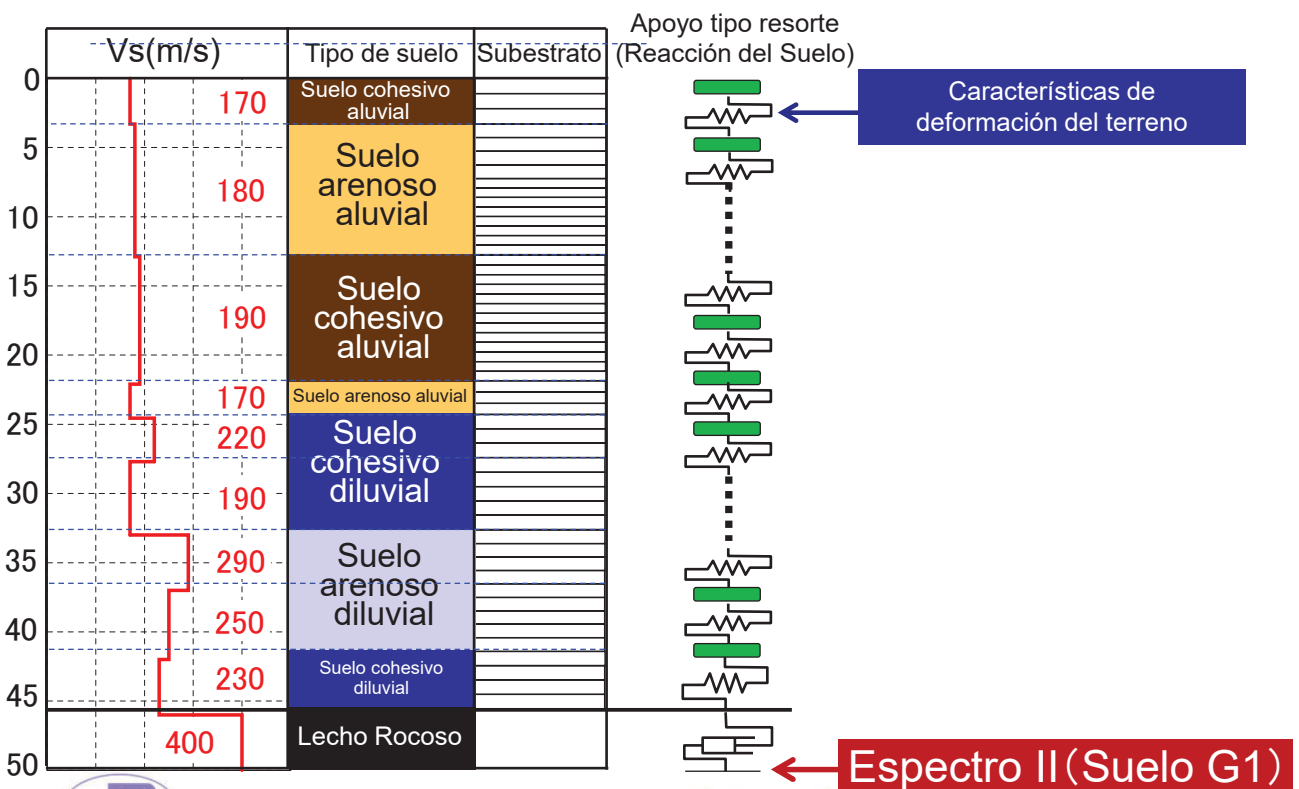 Vs(m/s)
Tipo de suelo
Subestrato
Apoyo tipo resorte
(Reacción del Suelo)
0
5
10
15
20
25
30
35
40
45
50
170
180
190
170
220
190
290
250
230
400
Suelo cohesivo
aluvial
Suelo
arenoso
aluvial
Suelo
cohesivo
aluvial
Suelo arenoso aluvial
Suelo
cohesivo
diluvial
Suelo
arenoso
diluvial
Suelo cohesivo
diluvial
Lecho Rocoso
Características de
deformación del terreno
Espectro II(Suelo G1)